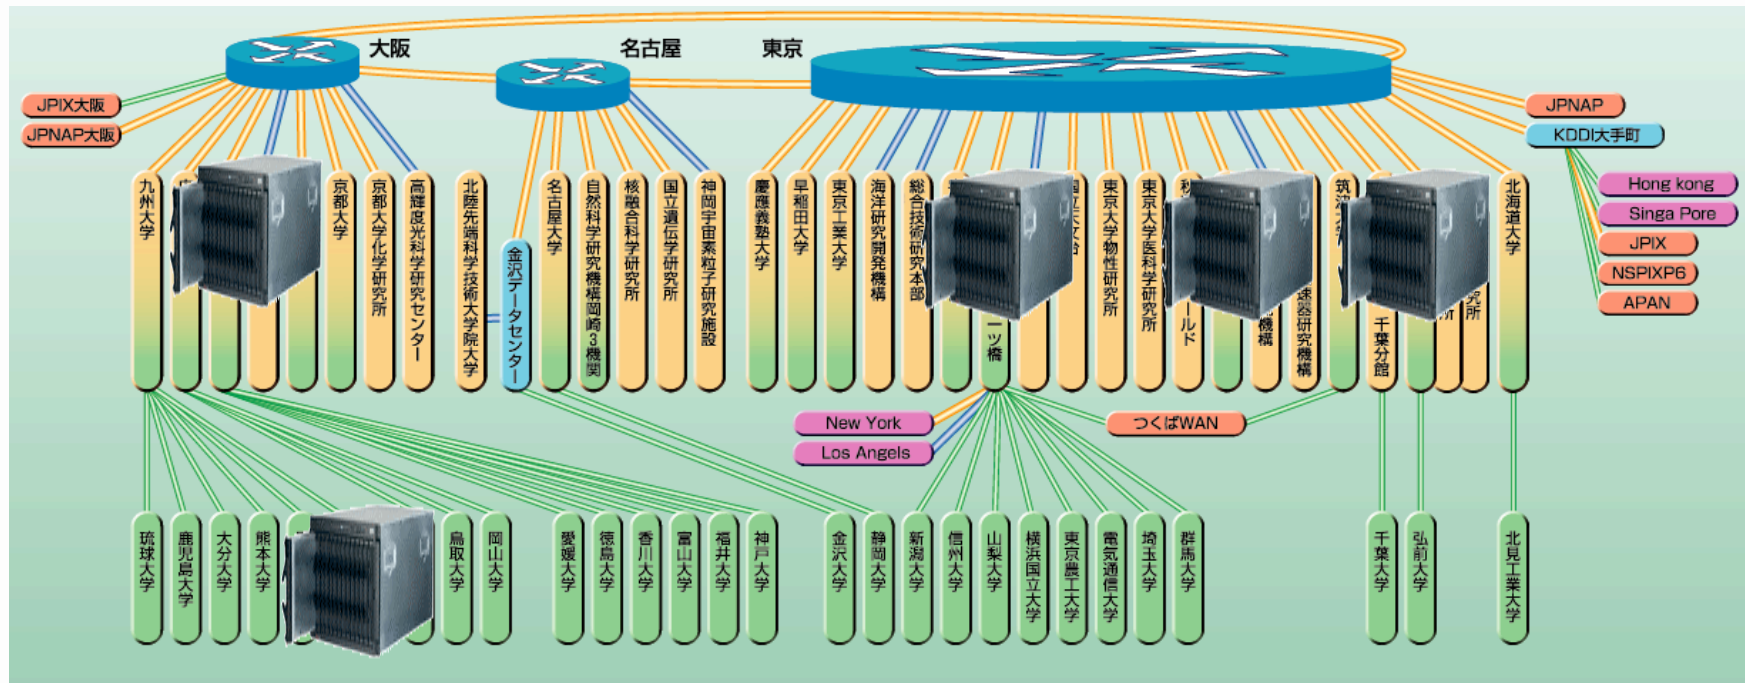 大阪
名古屋
東京
JPIX大阪
JPNAP大阪
JPNAP
KDDI大手町
Hong kong
Singa Pore
JPIX
NSPIXP6
APAN
九州大学
京都大学
京都大学化学研究所
高輝度光科学研究センター
北陸先端科学技術大学院大学
金沢データセンター
名古屋大学
自然科学研究機構岡崎3機関
核融合科学研究所
国立遺伝学研究所
神岡宇宙素粒子研究施設
慶應義塾大学
早稲田大学
東京工業大学
海洋研究開発機構
総合技術研究本部
一ツ橋
東京大学物性研究所
東京大学医科学研究所
ールド
機構
速器研究機構
千葉分館
所
究所
北海道大学
New York
Los Angels
つくばWAN
琉球大学
鹿児島大学
大分大学
熊本大学
鳥取大学
岡山大学
愛媛大学
徳島大学
香川大学
富山大学
福井大学
神戸大学
金沢大学
静岡大学
新潟大学
信州大学
山梨大学
横浜国立大学
東京農工大学
電気通信大学
埼玉大学
群馬大学
千葉大学
弘前大学
北見工業大学